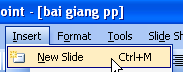 oint - [bai giang pp]
Insert Format Tools Slide Sh
New Slide Ctrl+M